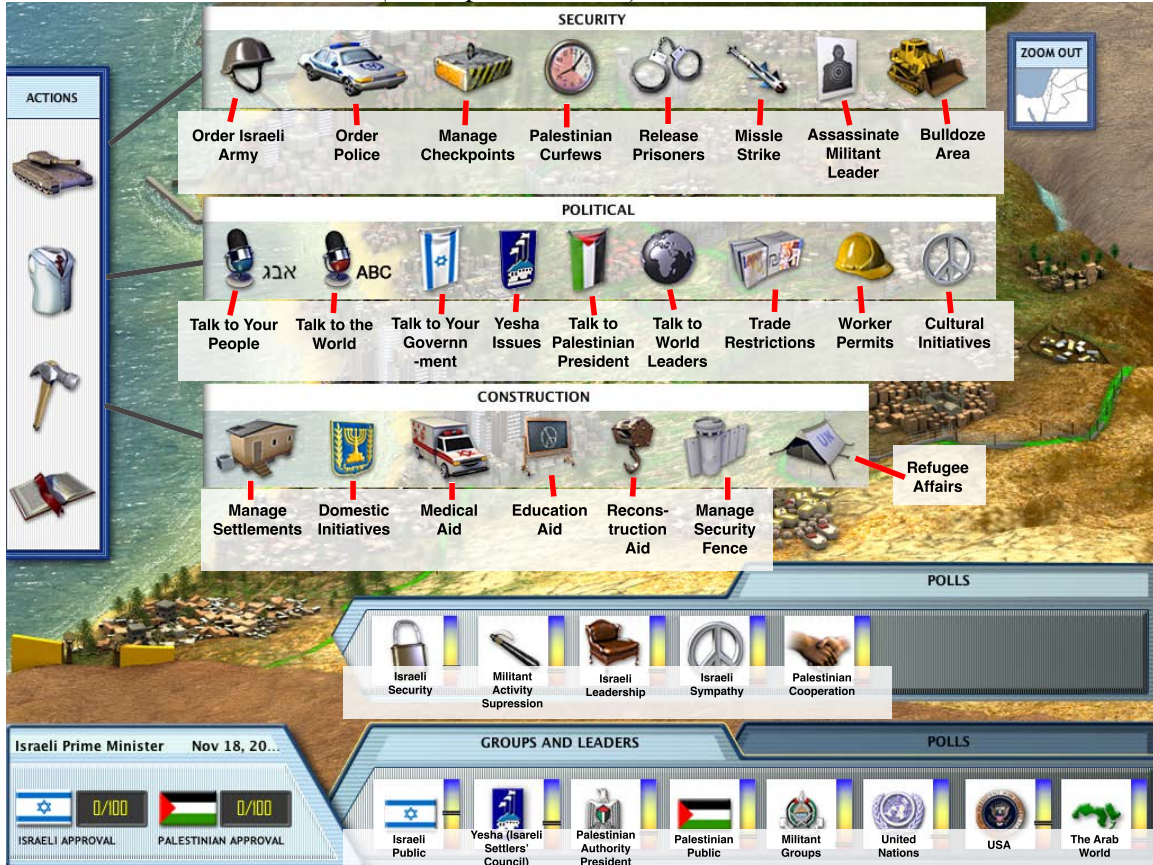 SECURITY
ZOOM OUT
ACTIONS
Order Israeli
Army
Order
Police
Manage
Checkpoints
Palestinian
Curfews
Release
Prisoners
Missle
Strike
Assassinate
Militant
Leader
Bulldoze
Area
POLITICAL
אבג
ABC
Talk to Your
People
Talk to the
World
Talk to Your
Governn
-ment
Yesha
Issues
Talk to
Palestinian
President
Talk to
World
Leaders
Trade
Restrictions
Worker
Permits
Cultural
Initiatives
CONSTRUCTION
UN
Refugee
Affairs
Manage
Settlements
Domestic
Initiatives
Medical
Aid
Education
Aid
Recons-
truction
Aid
Manage
Security
Fence
POLLS
Israeli
Security
Militant
Activity
Supression
Israeli
Leadership
Israeli
Sympathy
Palestinian
Cooperation
Israeli Prime Minister Nov 18, 20...
0/100
0/100
ISRAELI APPROVAL
PALESTINIAN APPROVAL
GROUPS AND LEADERS
POLLS
Israeli
Public
Yesha (Isareli
Settlers'
Council)
Palestinian
Authority
President
Palestinian
Public
Militant
Groups
United
Nations
USA
The Arab
World